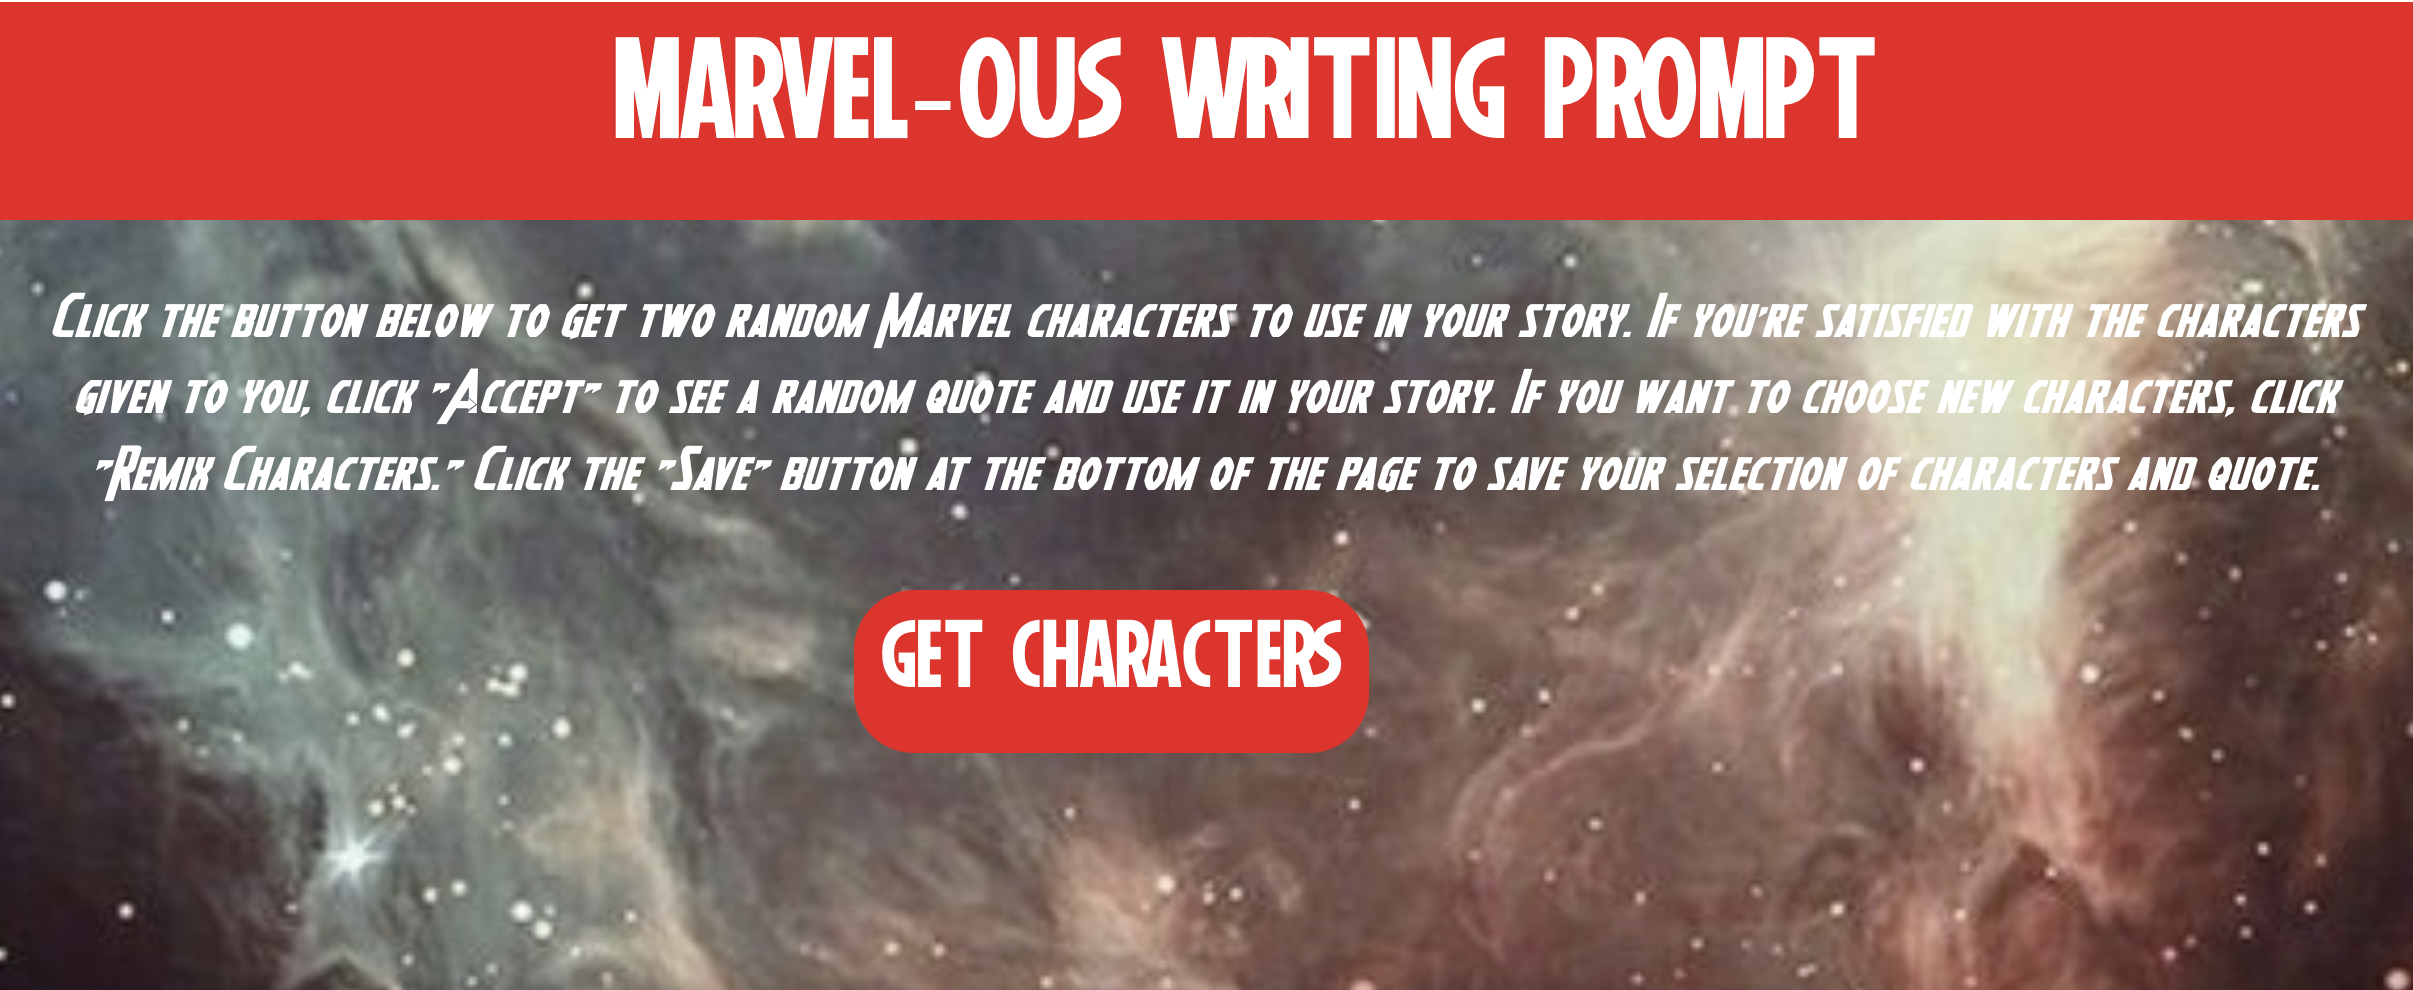 MARVEL-OUS WRITING PROMPT
Click the button below to get two random Marvel characters to use in your story. If you're satisfied with the characters
given to you, click "Accept" to see a random quote and use it in your story. If you want to choose new characters, click
"Remix Characters." Click the "Save" button at the bottom of the page to save your selection of characters and quote.
GET CHARACTERS